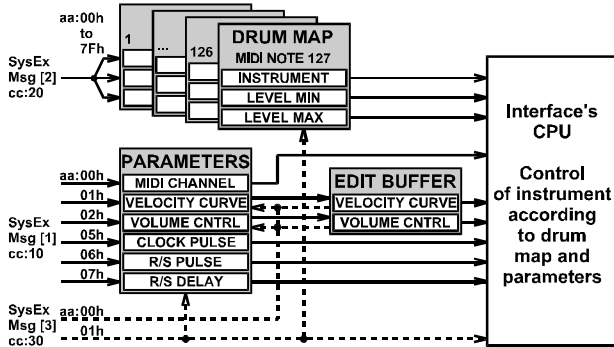 aa:00h
to
7Fh
SysEx
Msg [2]
cc:20
1
...
126
DRUM MAP
MIDI NOTE 127
INSTRUMENT
LEVEL MIN
LEVEL MAX
Interface's
CPU
Control
of instrument
according
to drum
map and
parameters
PARAMETERS
aa:00h
MIDI CHANNEL
01h
VELOCITY CURVE
02h
VOLUME CNTRL
05h
CLOCK PULSE
06h
R/S PULSE
07h
R/S DELAY
SysEx
Msg [1]
cc:10
EDIT BUFFER
VELOCITY CURVE
VOLUME CNTRL
SysEx
Msg [3]
cc:30
aa:00h
01h